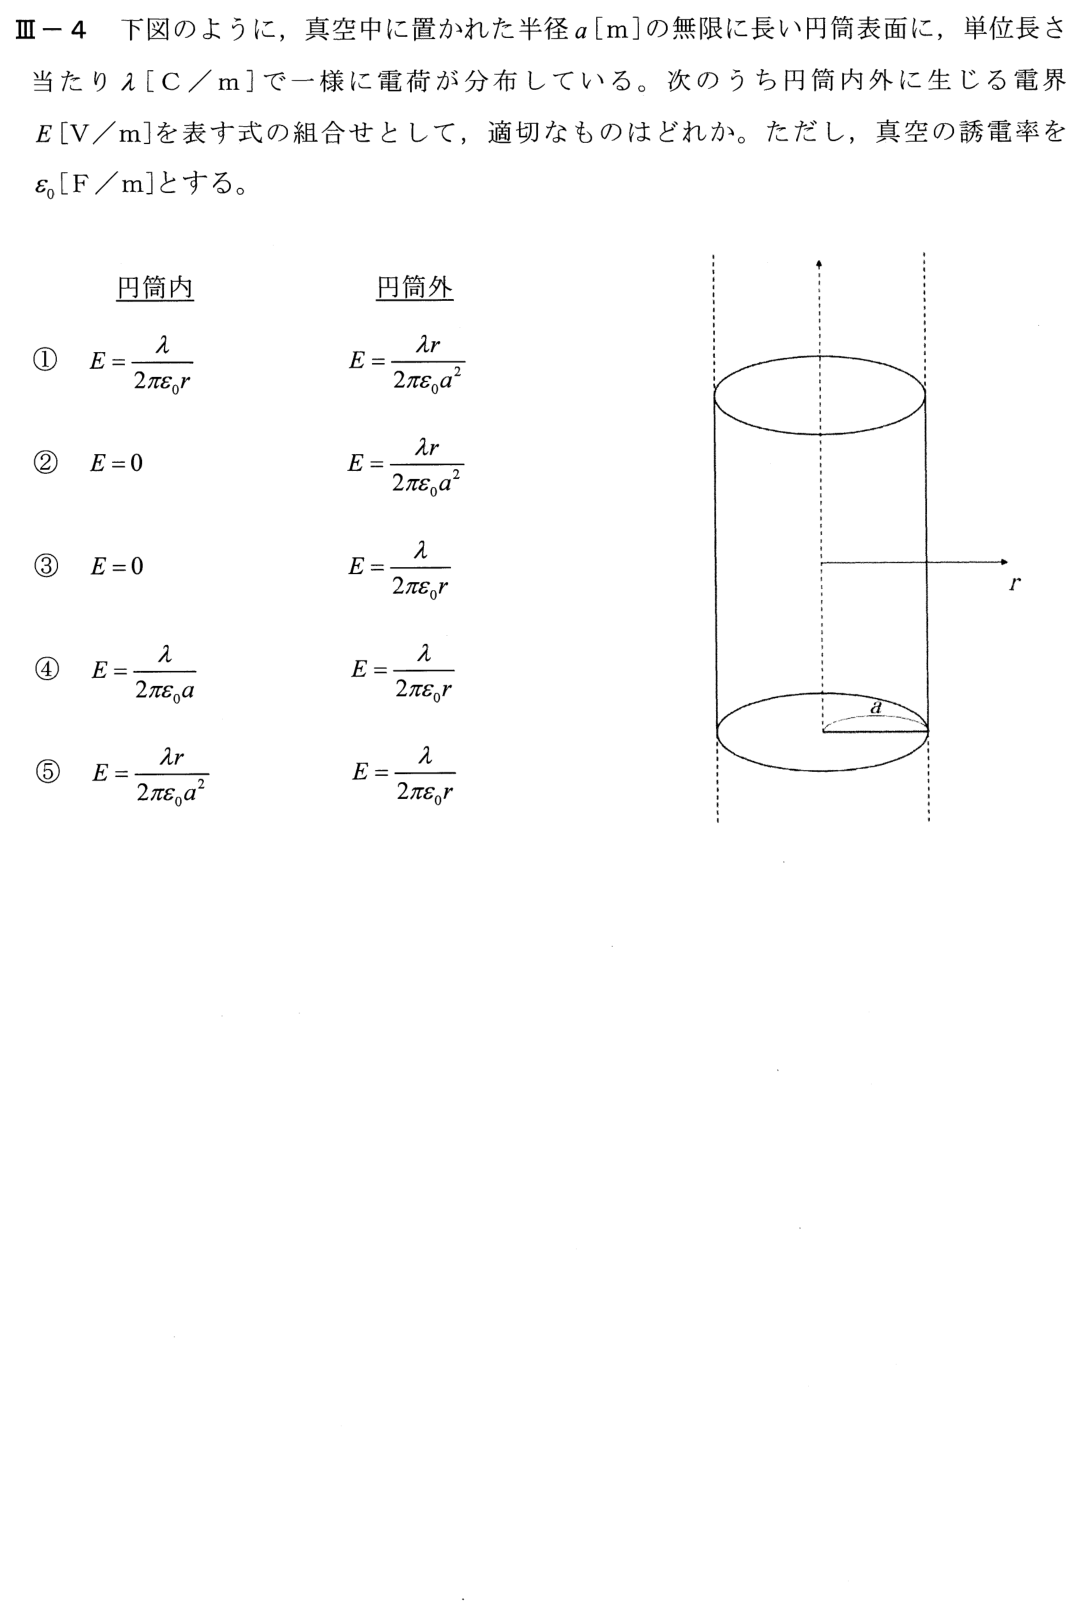 Ⅲ－4　下図のように，真空中に置かれた半径a[m]の無限に長い円筒表面に，単位長さ
当たりλ[C／m]で一様に電荷が分布している。次のうち円筒内外に生じる電界
E[V／m]を表す式の組合せとして，適切なものはどれか。ただし，真空の誘電率を
ε₀[F／m]とする。
円筒内　円筒外
① E=λ/(2πε₀r)　E=λr/(2πε₀a²)
② E=0　E=λr/(2πε₀a²)
③ E=0　E=λ/(2πε₀r)
④ E=λ/(2πε₀a)　E=λ/(2πε₀r)
⑤ E=λr/(2πε₀a²)　E=λ/(2πε₀r)
r
a